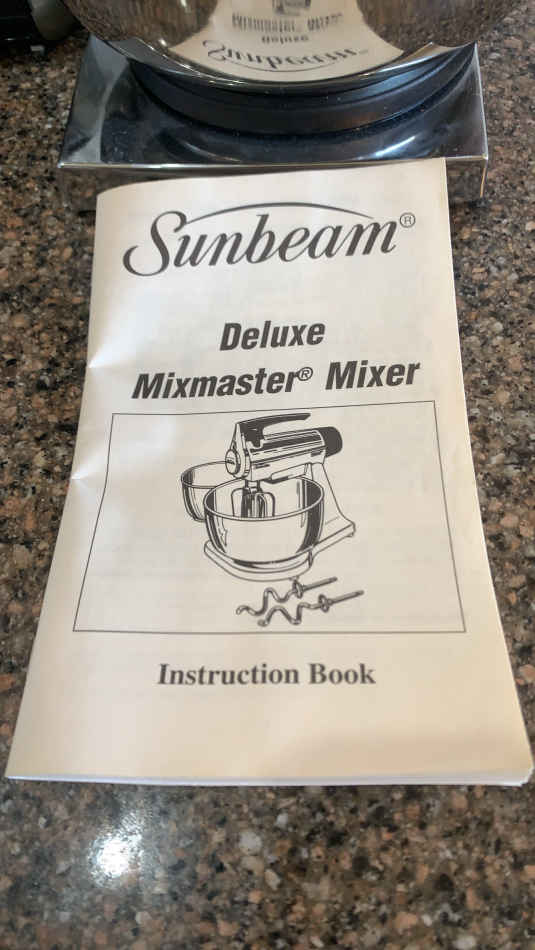 Sunbeam®
Deluxe
Mixmaster® Mixer
Instruction Book